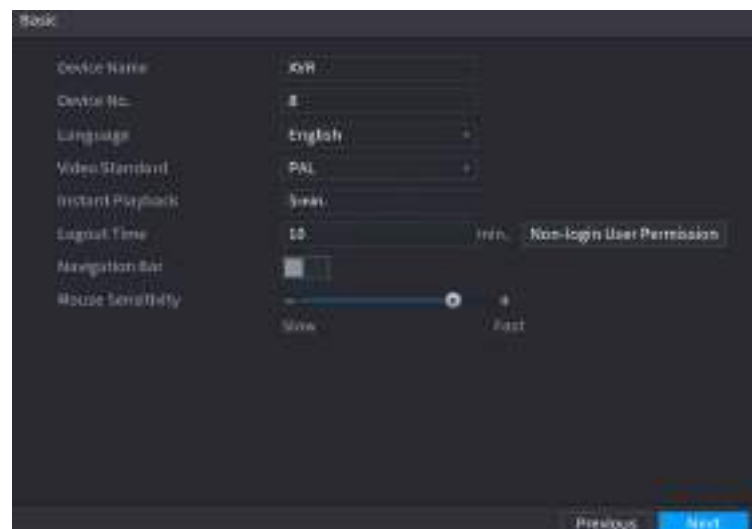 Basic
Device Name XVR
Device No. 8
Language English
Video Standard PAL
Instant Playback 5min.
Logout Time 10 min. Non-login User Permission
Navigation Bar
Mouse Sensitivity
Slow Fast
Previous Next